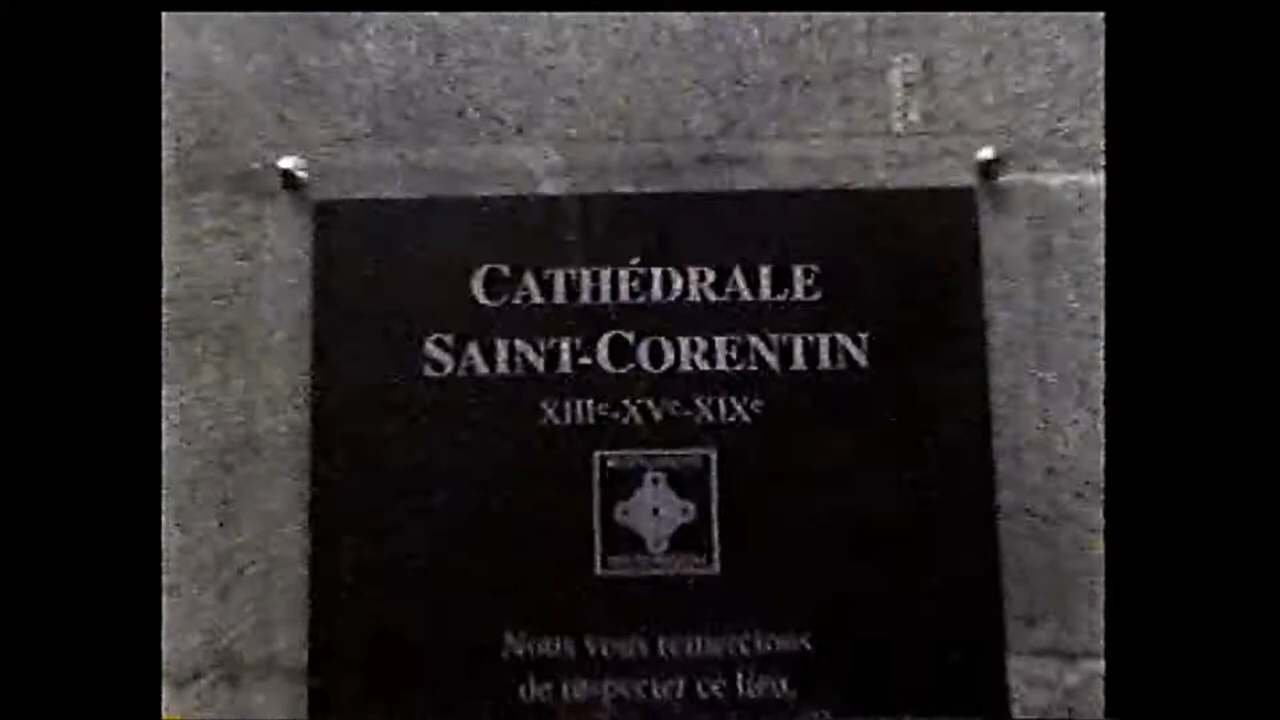 CATHÉDRALE
SAINT-CORENTIN
XIIIe-XVe-XIXe
Nous vous remercions
de respecter ce lieu,